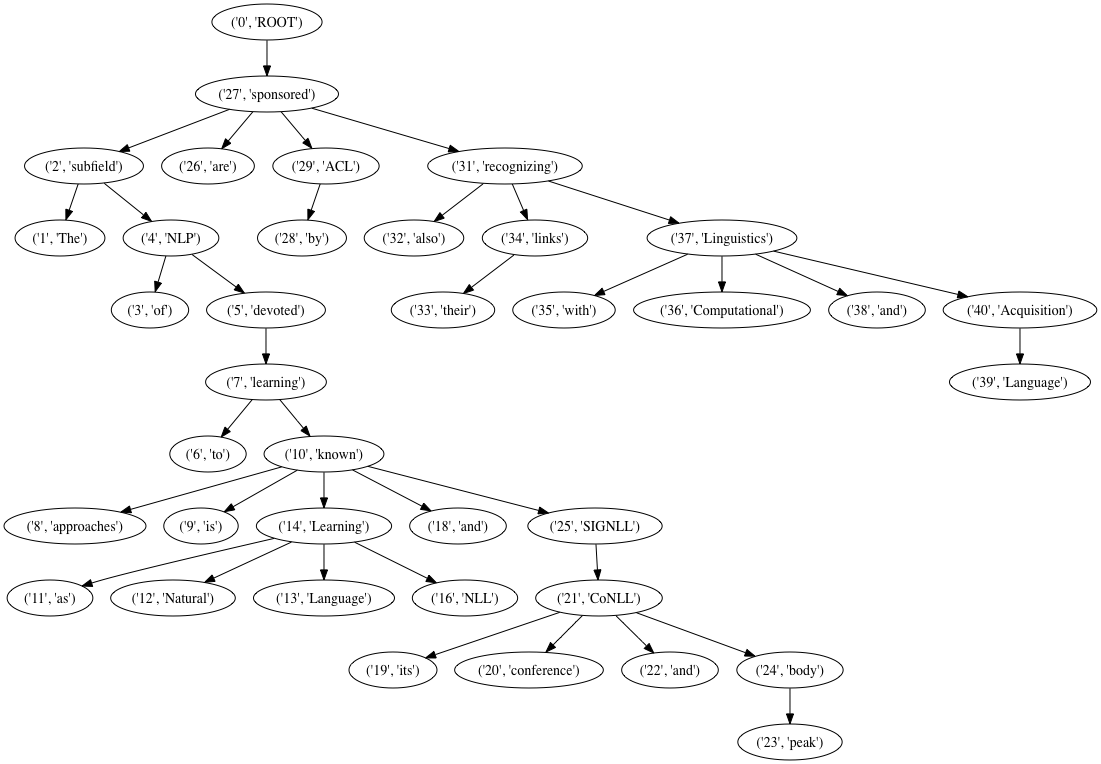 ('0', 'ROOT')
('27', 'sponsored')
('2', 'subfield') ('26', 'are') ('29', 'ACL') ('31', 'recognizing')
('1', 'The') ('4', 'NLP') ('28', 'by') ('32', 'also') ('34', 'links') ('37', 'Linguistics')
('3', 'of') ('5', 'devoted') ('33', 'their') ('35', 'with') ('36', 'Computational') ('38', 'and') ('40', 'Acquisition')
('7', 'learning') ('39', 'Language')
('6', 'to') ('10', 'known')
('8', 'approaches') ('9', 'is') ('14', 'Learning') ('18', 'and') ('25', 'SIGNLL')
('11', 'as') ('12', 'Natural') ('13', 'Language') ('16', 'NLL') ('21', 'CoNLL')
('19', 'its') ('20', 'conference') ('22', 'and') ('24', 'body')
('23', 'peak')